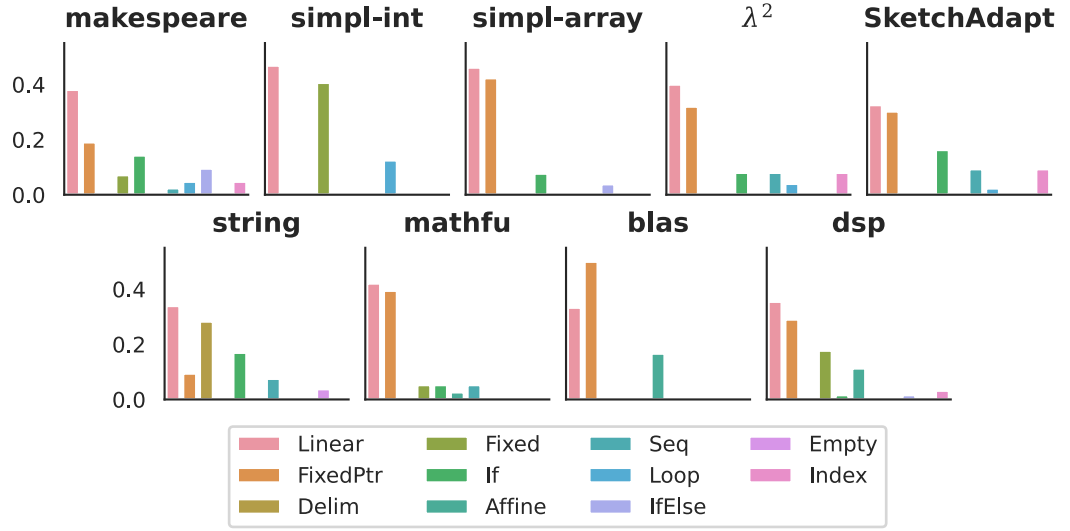 makespeare simpl-int simpl-array λ² SketchAdapt
0.4
0.2
0.0
string mathfu blas dsp
0.4
0.2
0.0
Linear Fixed Seq Empty
FixedPtr If Loop Index
Delim Affine IfElse